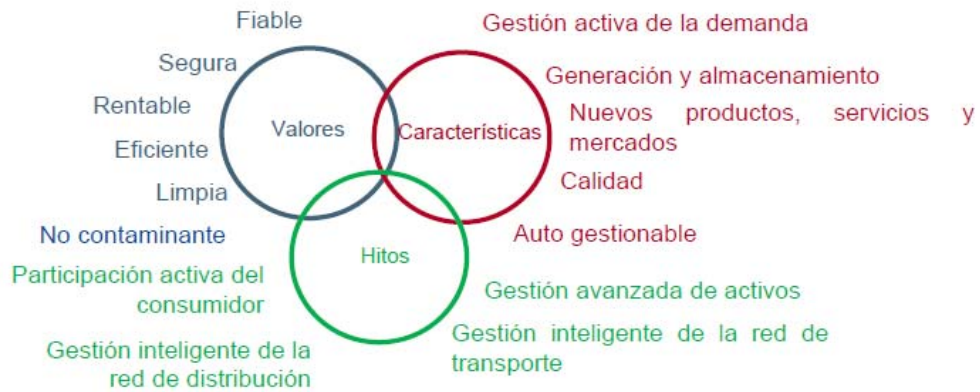 Fiable
Segura
Rentable
Eficiente
Limpia
No contaminante
Valores
Características
Gestión activa de la demanda
Generación y almacenamiento
Nuevos productos, servicios y
mercados
Calidad
Auto gestionable
Hitos
Participación activa del
consumidor
Gestión inteligente de la
red de distribución
Gestión avanzada de activos
Gestión inteligente de la red de
transporte